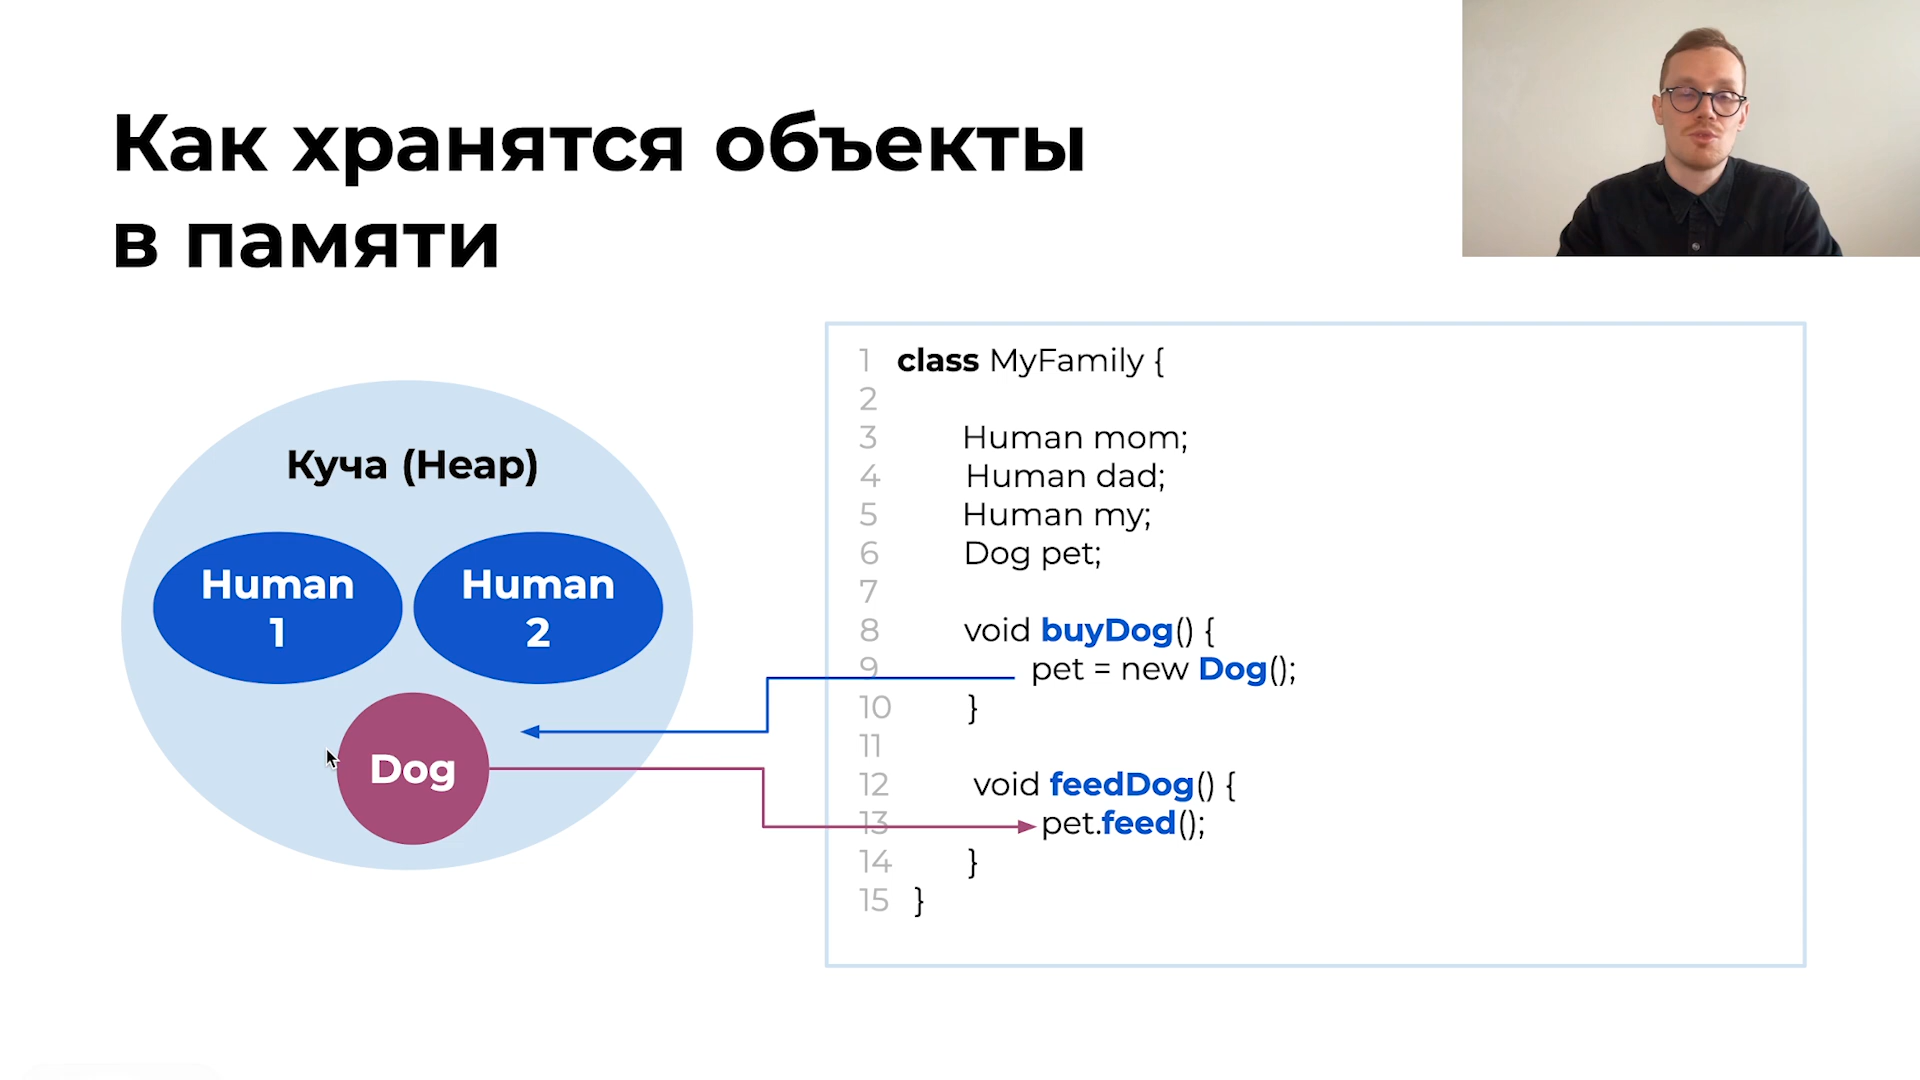 Как хранятся объекты
в памяти
Куча (Heap)
Human
1
Human
2
Dog
1 class MyFamily {
2
3 Human mom;
4 Human dad;
5 Human my;
6 Dog pet;
7
8 void buyDog() {
9 pet = new Dog();
10 }
11
12 void feedDog() {
13 pet.feed();
14 }
15 }